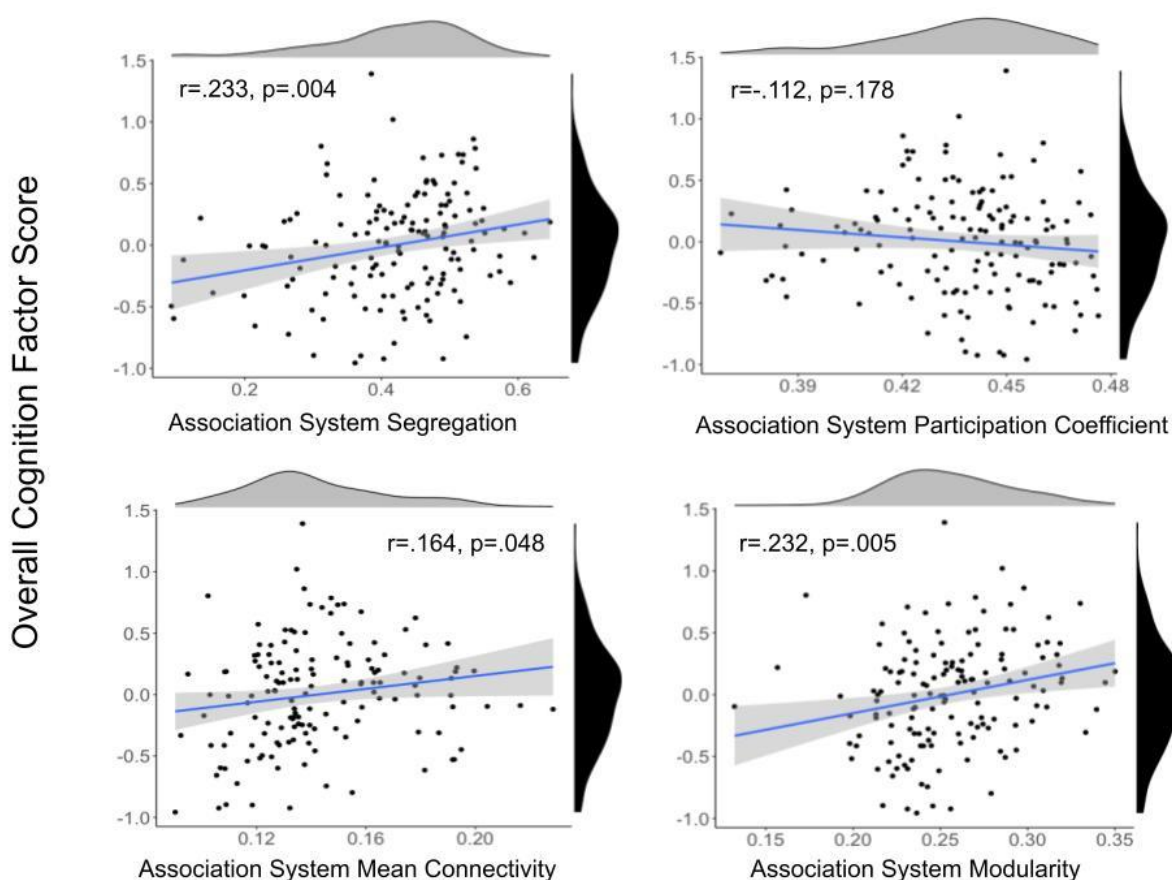 Overall Cognition Factor Score
r=.233, p=.004
1.5
1.0
0.5
0.0
-0.5
-1.0
0.2 0.4 0.6
Association System Segregation
r=-.112, p=.178
1.5
1.0
0.5
0.0
-0.5
-1.0
0.39 0.42 0.45 0.48
Association System Participation Coefficient
r=.164, p=.048
1.5
1.0
0.5
0.0
-0.5
-1.0
0.12 0.16 0.20
Association System Mean Connectivity
r=.232, p=.005
1.5
1.0
0.5
0.0
-0.5
-1.0
0.15 0.20 0.25 0.30 0.35
Association System Modularity